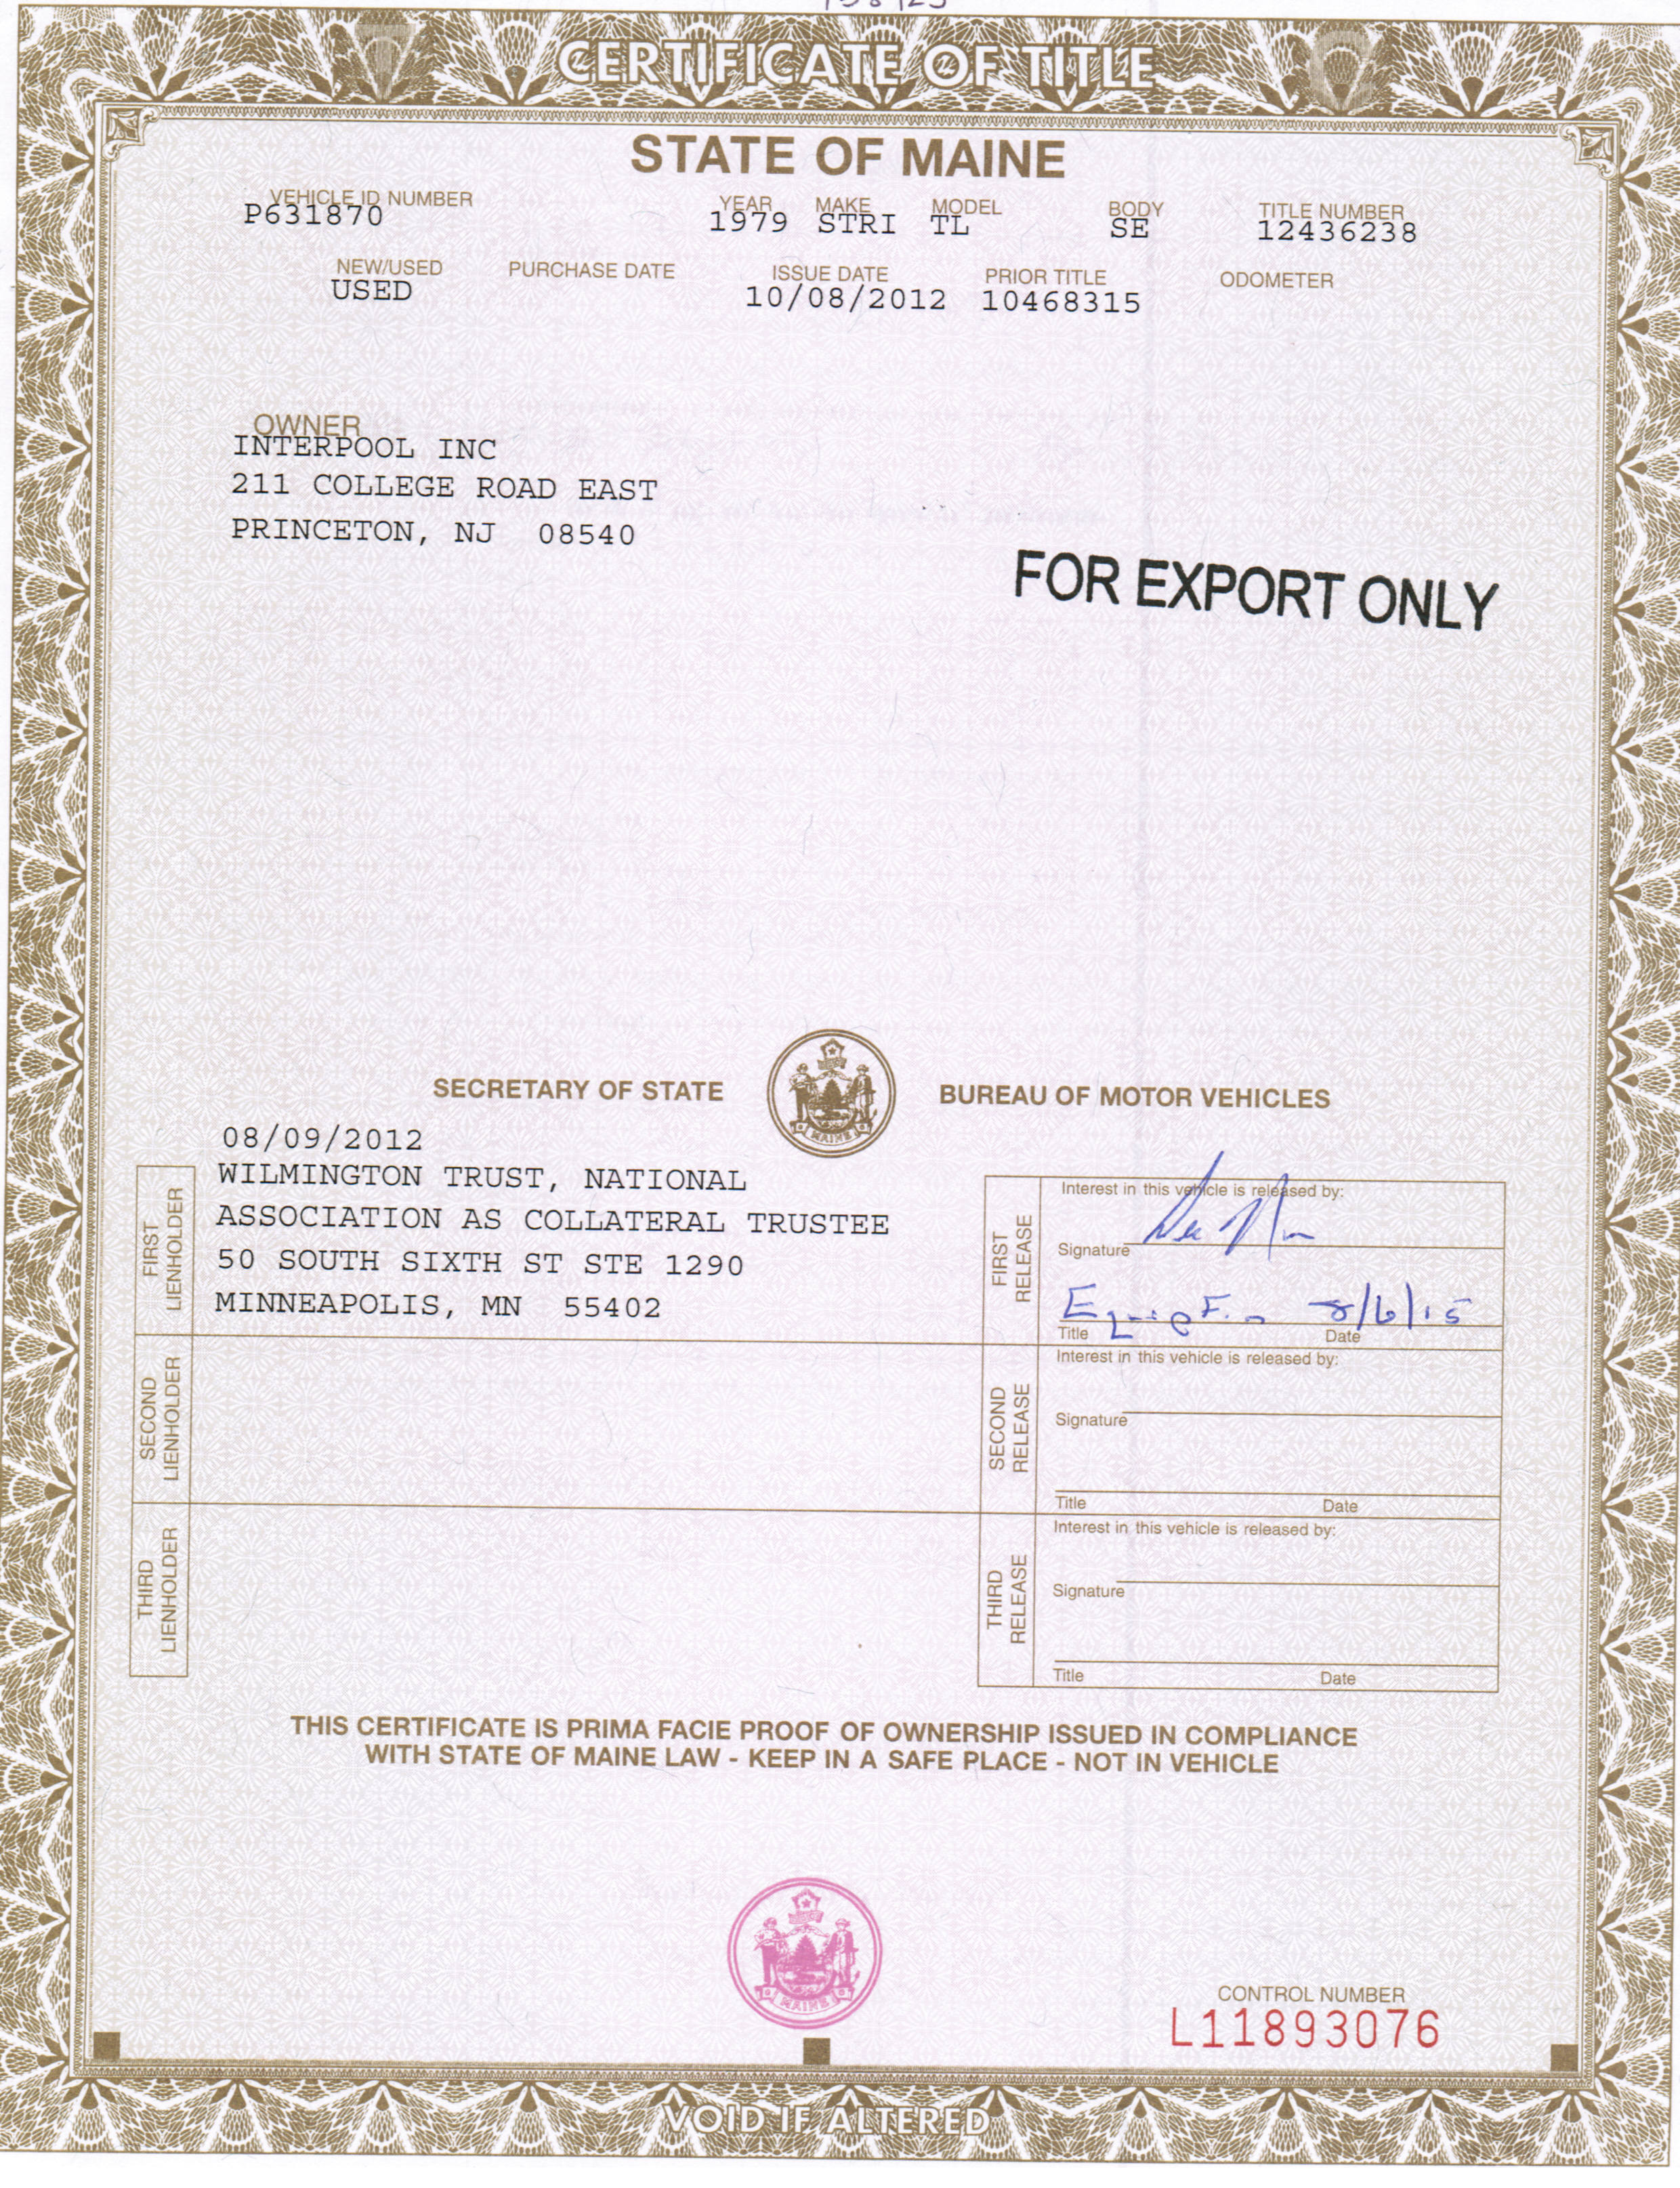 CERTIFICATE OF TITLE
STATE OF MAINE
VEHICLE ID NUMBER YEAR MAKE MODEL BODY TITLE NUMBER
P631870 1979 STRI TL SE 12436238
NEW/USED PURCHASE DATE ISSUE DATE PRIOR TITLE ODOMETER
USED 10/08/2012 10468315
OWNER
INTERPOOL INC
211 COLLEGE ROAD EAST
PRINCETON, NJ 08540
FOR EXPORT ONLY
SECRETARY OF STATE
MAINE
BUREAU OF MOTOR VEHICLES
08/09/2012
FIRST LIENHOLDER
WILMINGTON TRUST, NATIONAL
ASSOCIATION AS COLLATERAL TRUSTEE
50 SOUTH SIXTH ST STE 1290
MINNEAPOLIS, MN 55402
FIRST RELEASE
Interest in this vehicle is released by:
Signature
8/6/15
Title Date
SECOND LIENHOLDER
SECOND RELEASE
Interest in this vehicle is released by:
Signature
Title Date
THIRD LIENHOLDER
THIRD RELEASE
Interest in this vehicle is released by:
Signature
Title Date
THIS CERTIFICATE IS PRIMA FACIE PROOF OF OWNERSHIP ISSUED IN COMPLIANCE
WITH STATE OF MAINE LAW - KEEP IN A SAFE PLACE - NOT IN VEHICLE
MAINE
CONTROL NUMBER
L11893076
VOID IF ALTERED